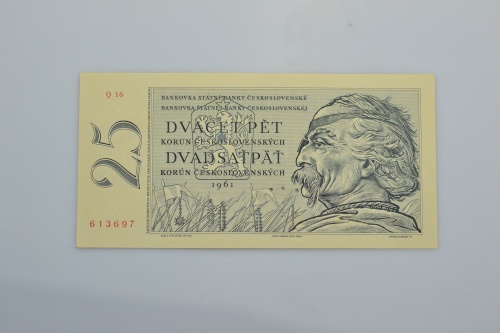 Q 16
BANKOVKA STÁTNÍ BANKY ČESKOSLOVENSKÉ
BANKOVKA ŠTÁTNEJ BANKY ČESKOSLOVENSKEJ
DVACET PĚT
KORUN ČESKOSLOVENSKÝCH
DVADSAŤPÄŤ
KORÚN ČESKOSLOVENSKÝCH
1961
25
613697